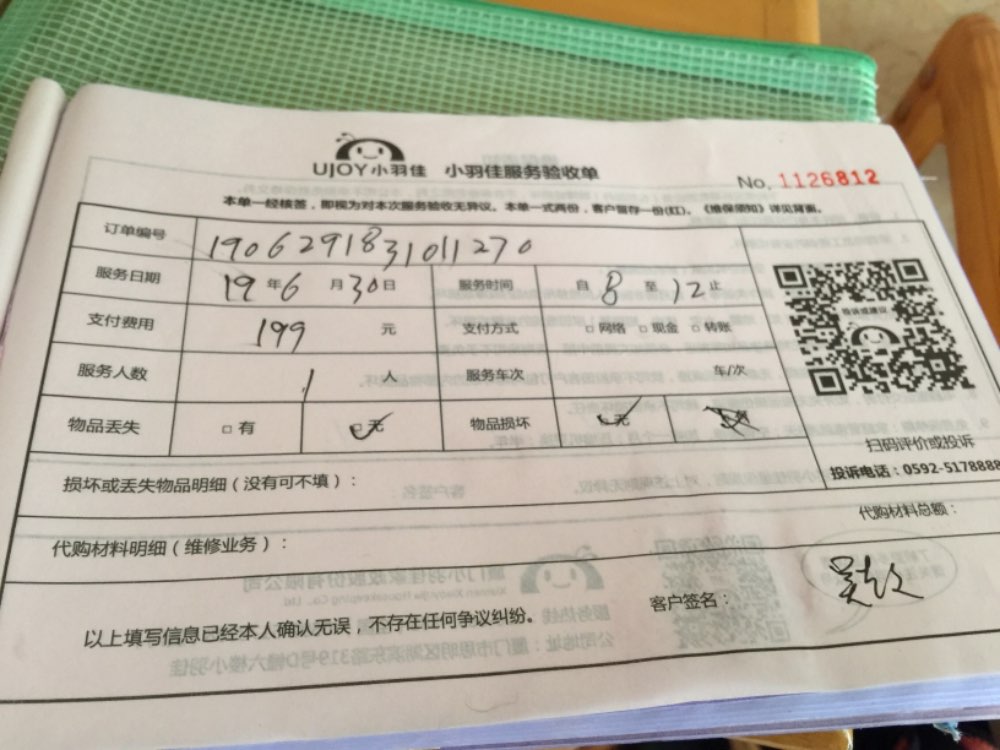 UJOY小羽佳 小羽佳服务验收单
No. 1126812
本单一经核签，即视为对本次服务验收无异议。本单一式两份，客户留存一份(红)。《维保须知》详见背面。
订单编号 1906291831011270
服务日期 19年6月30日 服务时间 自8至12止
支付费用 199元 支付方式 □网络 □现金 □转账
服务人数 1人 服务车次 车/次
物品丢失 □有 □无 物品损坏 □无
投诉或建议
扫码评价或投诉
投诉电话：0592-5178888
损坏或丢失物品明细（没有可不填）：
代购材料总额：
代购材料明细（维修业务）：
客户签名：
以上填写信息已经本人确认无误，不存在任何争议纠纷。